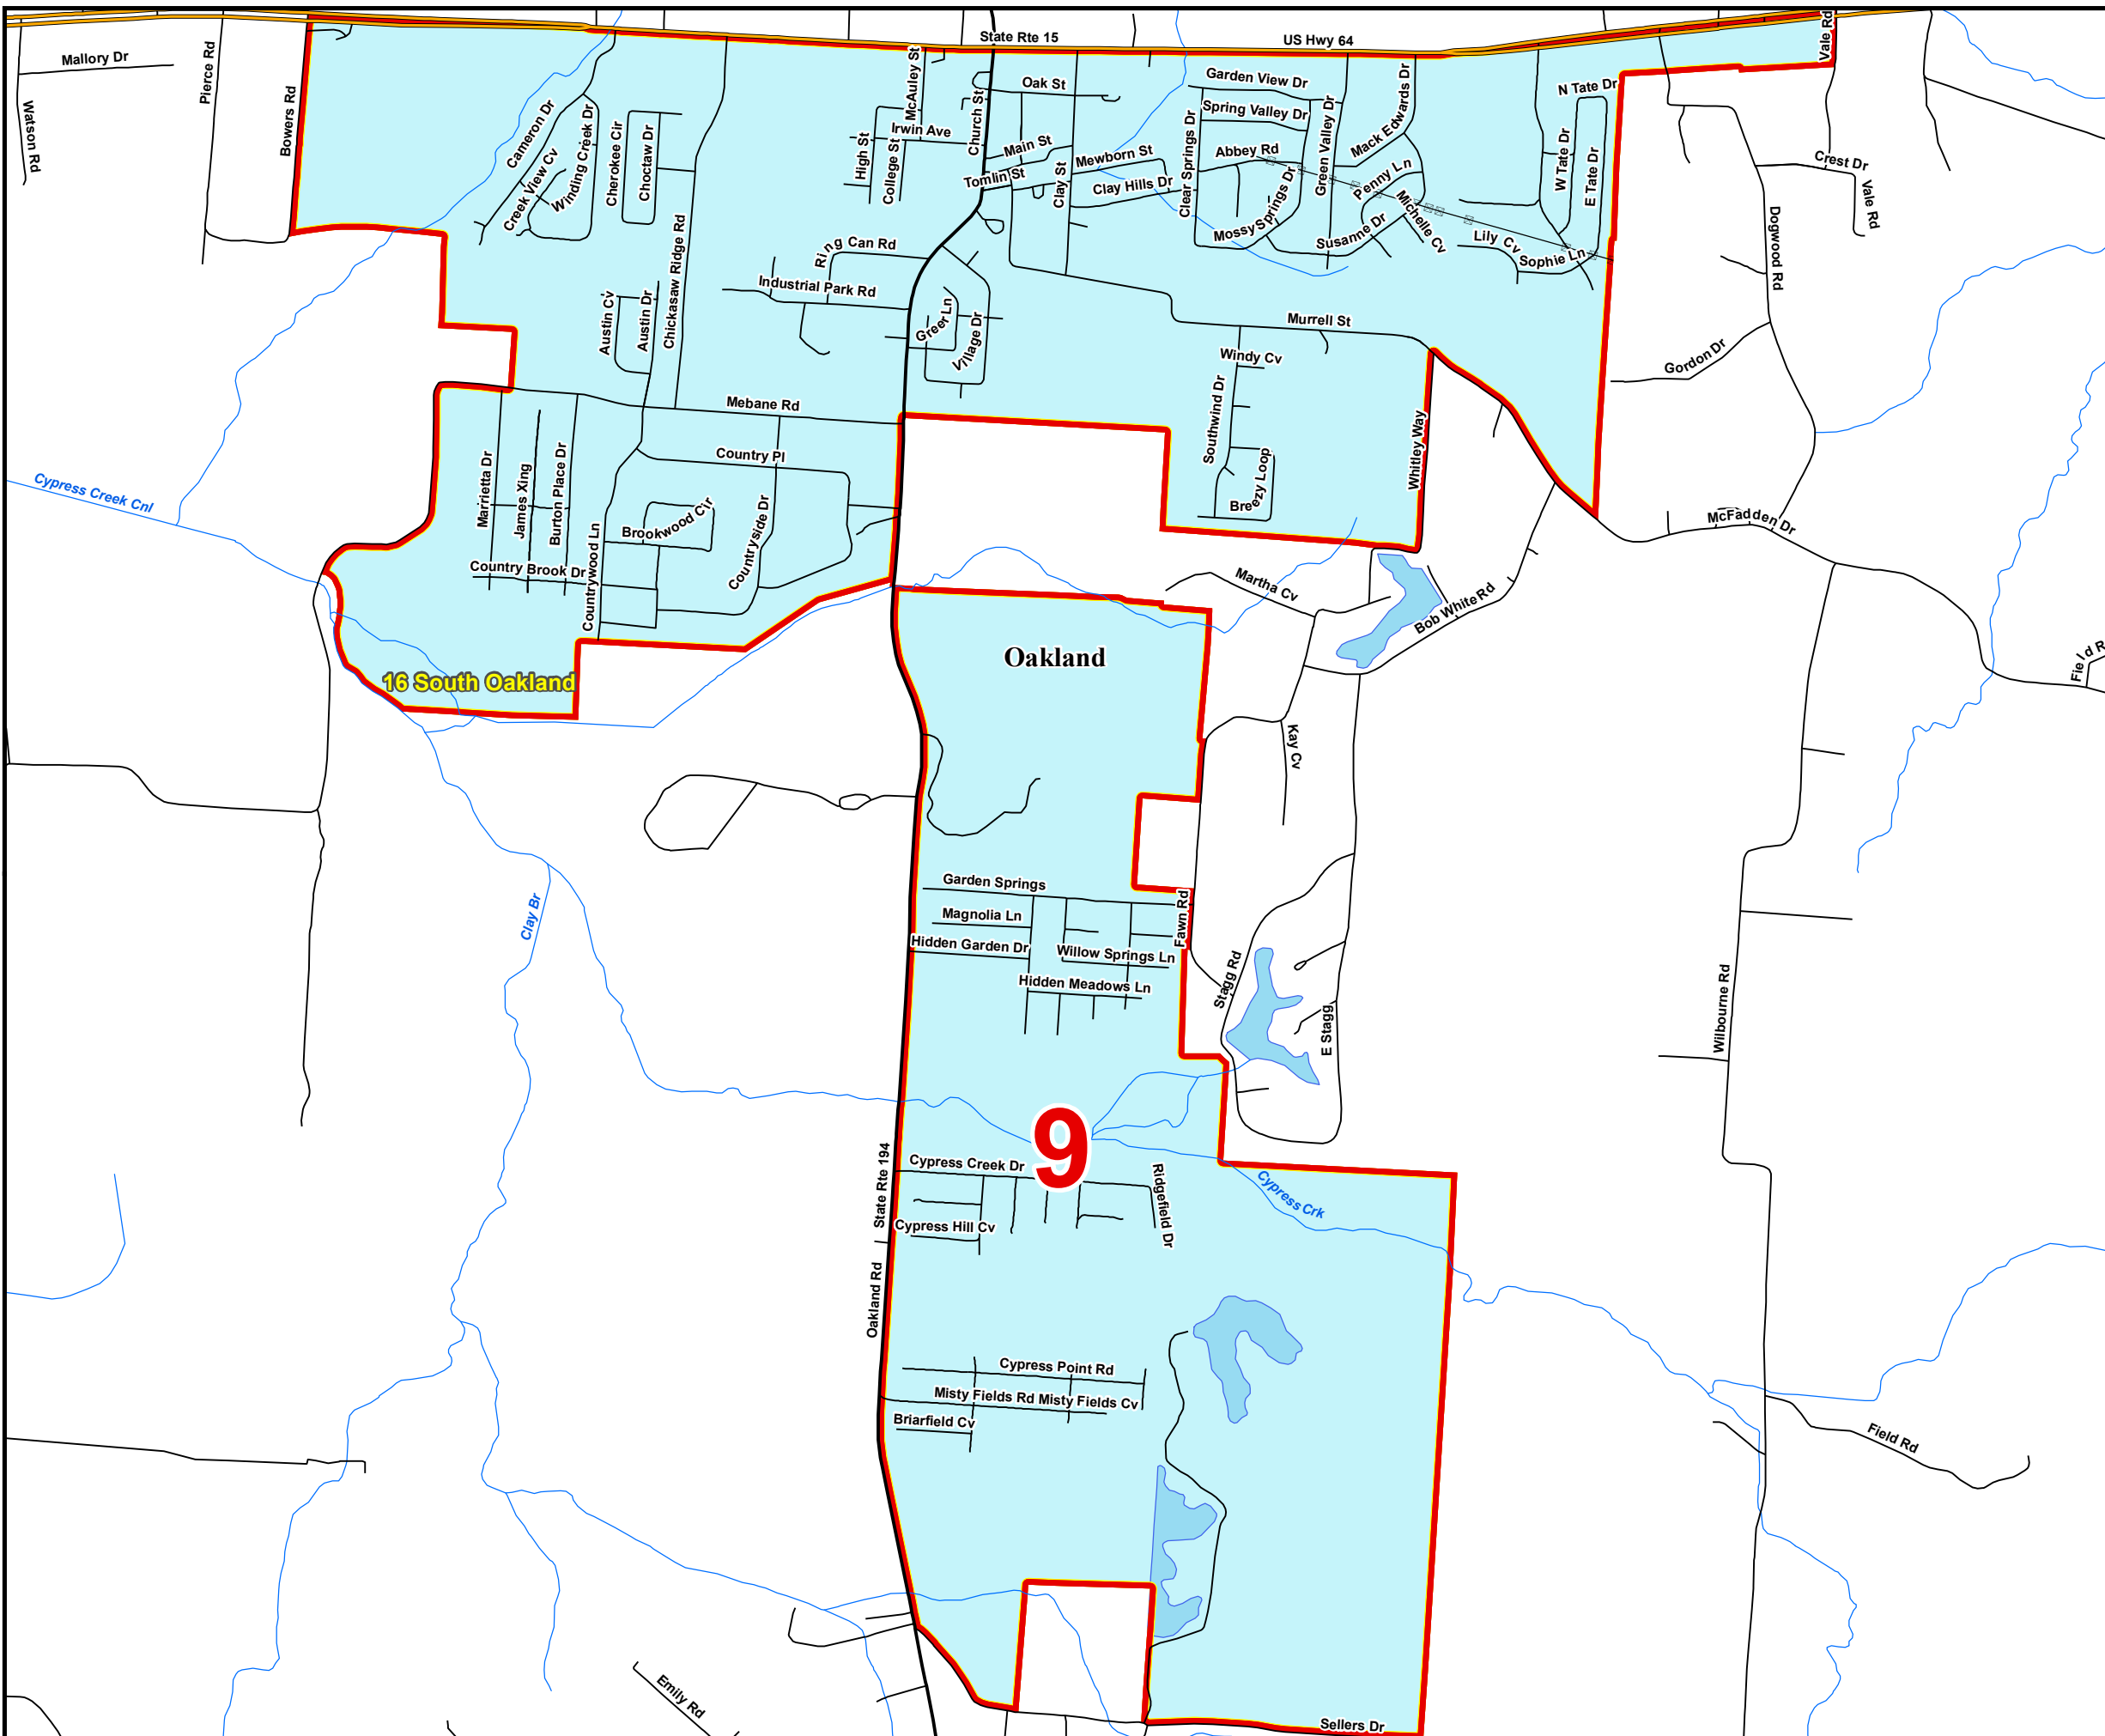 State Rte 15
US Hwy 64
Vale Rd
Mallory Dr
Pierce Rd
Watson Rd
Bowers Rd
Cameron Dr
Creek View Cv
Winding Creek Dr
Cherokee Cir
Choctaw Dr
McAuley St
Church St
Irwin Ave
High St
College St
Oak St
Main St
Tomlin St
Clay St
Mewborn St
Clay Hills Dr
Clear Springs Dr
Garden View Dr
Spring Valley Dr
Abbey Rd
Green Valley Dr
Mack Edwards Dr
Penny Ln
Mossy Springs Dr
Susanne Dr
Michelle Cv
Lily Cv
Sophie Ln
N Tate Dr
W Tate Dr
E Tate Dr
Crest Dr
Vale Rd
Dogwood Rd
Gordon Dr
Ring Can Rd
Industrial Park Rd
Chickasaw Ridge Rd
Austin Cv
Austin Dr
Greer Ln
Village Dr
Murrell St
Windy Cv
Southwind Dr
Breezy Loop
Whitley Way
Mebane Rd
Country Pl
Marrietta Dr
James Xing
Burton Place Dr
Brookwood Cir
Countryside Dr
Country Brook Dr
Countrywood Ln
Cypress Creek Cnl
McFadden Dr
Martha Cv
Bob White Rd
Field R
Oakland
16 South Oakland
Kay Cv
Clay Br
Garden Springs
Magnolia Ln
Hidden Garden Dr
Willow Springs Ln
Hidden Meadows Ln
Fawn Rd
Stagg Rd
E Stagg
Wilbourne Rd
9
State Rte 194
Cypress Creek Dr
Ridgefield Dr
Cypress Crk
Cypress Hill Cv
Oakland Rd
Cypress Point Rd
Misty Fields Rd
Misty Fields Cv
Briarfield Cv
Field Rd
Emily Rd
Sellers Dr